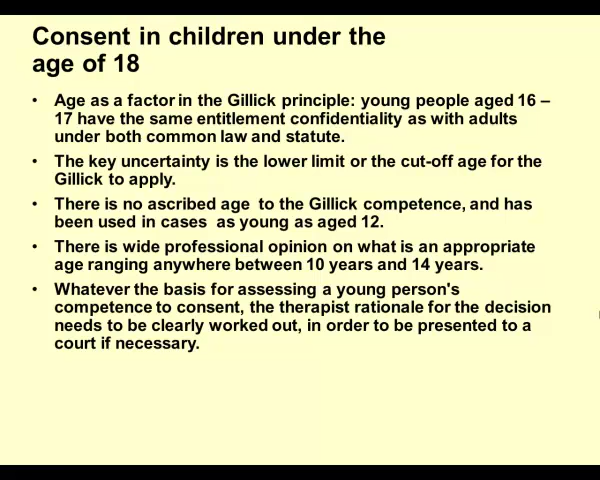 Consent in children under the
age of 18
• Age as a factor in the Gillick principle: young people aged 16 –
17 have the same entitlement confidentiality as with adults
under both common law and statute.
• The key uncertainty is the lower limit or the cut-off age for the
Gillick to apply.
• There is no ascribed age to the Gillick competence, and has
been used in cases as young as aged 12.
• There is wide professional opinion on what is an appropriate
age ranging anywhere between 10 years and 14 years.
• Whatever the basis for assessing a young person's
competence to consent, the therapist rationale for the decision
needs to be clearly worked out, in order to be presented to a
court if necessary.